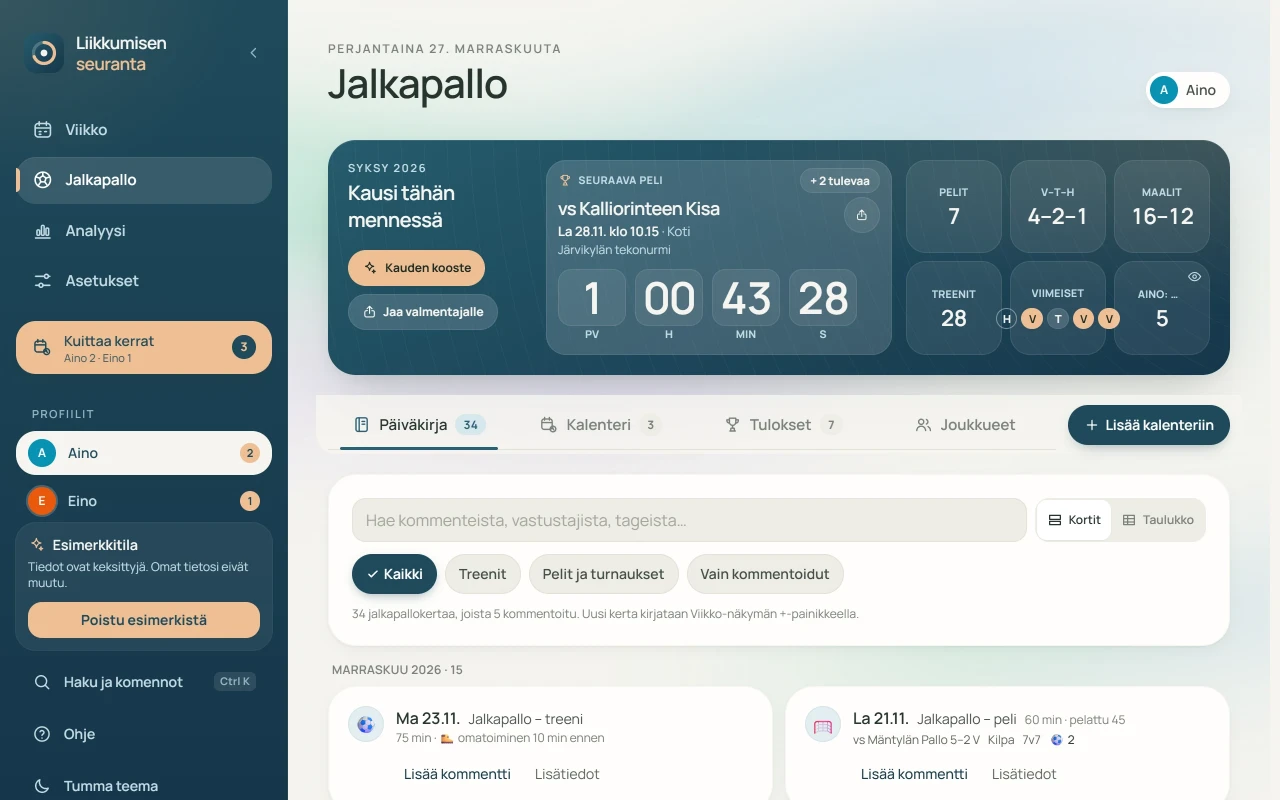 Liikkumisen
seuranta
Viikko
Jalkapallo
Analyysi
Asetukset
Kuittaa kerrat
Aino 2 · Eino 1
3
PROFIILIT
A Aino 2
E Eino 1
Esimerkkitila
Tiedot ovat keksittyjä. Omat tietosi eivät
muutu.
Poistu esimerkistä
Haku ja komennot Ctrl K
Ohje
Tumma teema
PERJANTAINA 27. MARRASKUUTA
Jalkapallo
A Aino
SYKSY 2026
Kausi tähän
mennessä
Kauden kooste
Jaa valmentajalle
SEURAAVA PELI
+ 2 tulevaa
vs Kalliorinteen Kisa
La 28.11. klo 10.15 · Koti
Järvikylän tekonurmi
1 00 43 28
PV H MIN S
PELIT
7
V–T–H
4–2–1
MAALIT
16–12
TREENIT
28
VIIMEISET
H V T V V
AINO: …
5
Päiväkirja 34
Kalenteri 3
Tulokset 7
Joukkueet
+ Lisää kalenteriin
Hae kommenteista, vastustajista, tageista…
Kortit
Taulukko
Kaikki
Treenit
Pelit ja turnaukset
Vain kommentoidut
34 jalkapallokertaa, joista 5 kommentoitu. Uusi kerta kirjataan Viikko-näkymän +-painikkeella.
MARRASKUU 2026 · 15
Ma 23.11. Jalkapallo – treeni
75 min · omatoiminen 10 min ennen
Lisää kommentti Lisätiedot
La 21.11. Jalkapallo – peli 60 min · pelattu 45
vs Mäntylän Pallo 5–2 V Kilpa 7v7 2
Lisää kommentti Lisätiedot